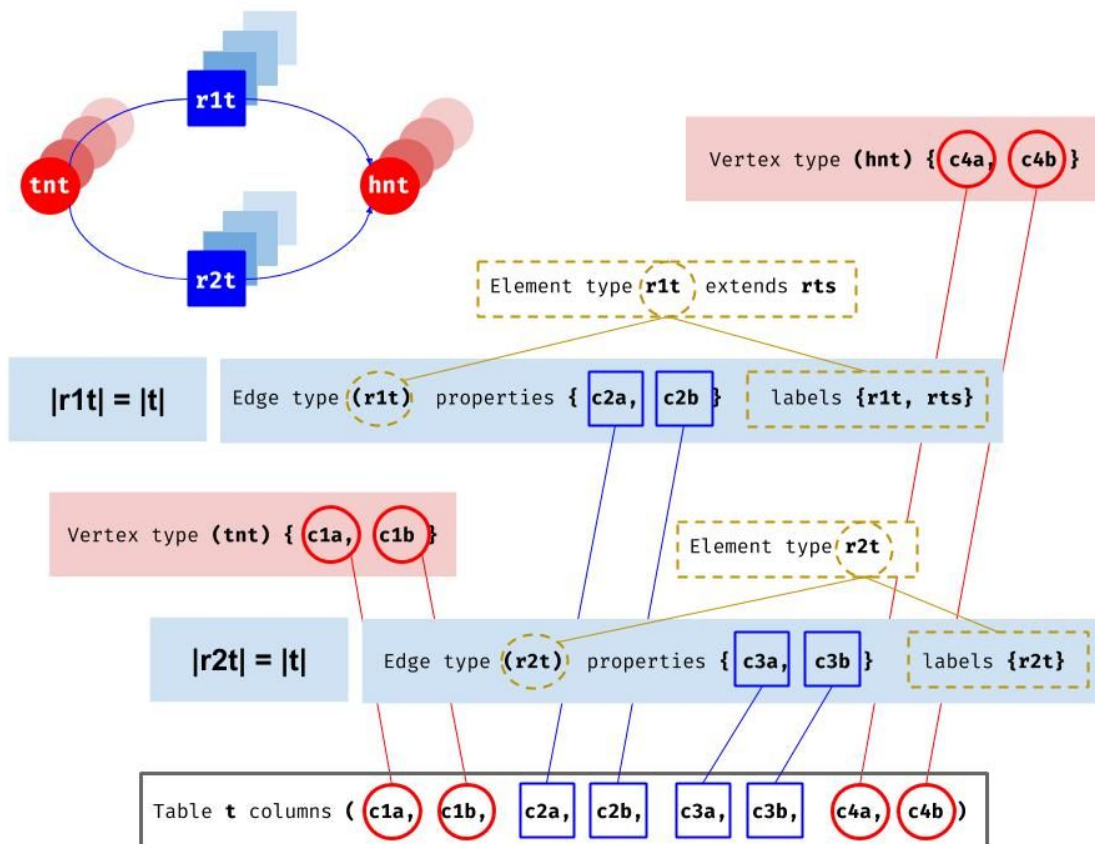 r1t
tnt
hnt
r2t
Vertex type (hnt) { c4a, c4b }
Element type r1t extends rts
|r1t| = |t|
Edge type (r1t) properties { c2a, c2b } labels {r1t, rts}
Vertex type (tnt) { c1a, c1b }
Element type r2t
|r2t| = |t|
Edge type (r2t) properties { c3a, c3b } labels {r2t}
Table t columns ( c1a, c1b, c2a, c2b, c3a, c3b, c4a, c4b )